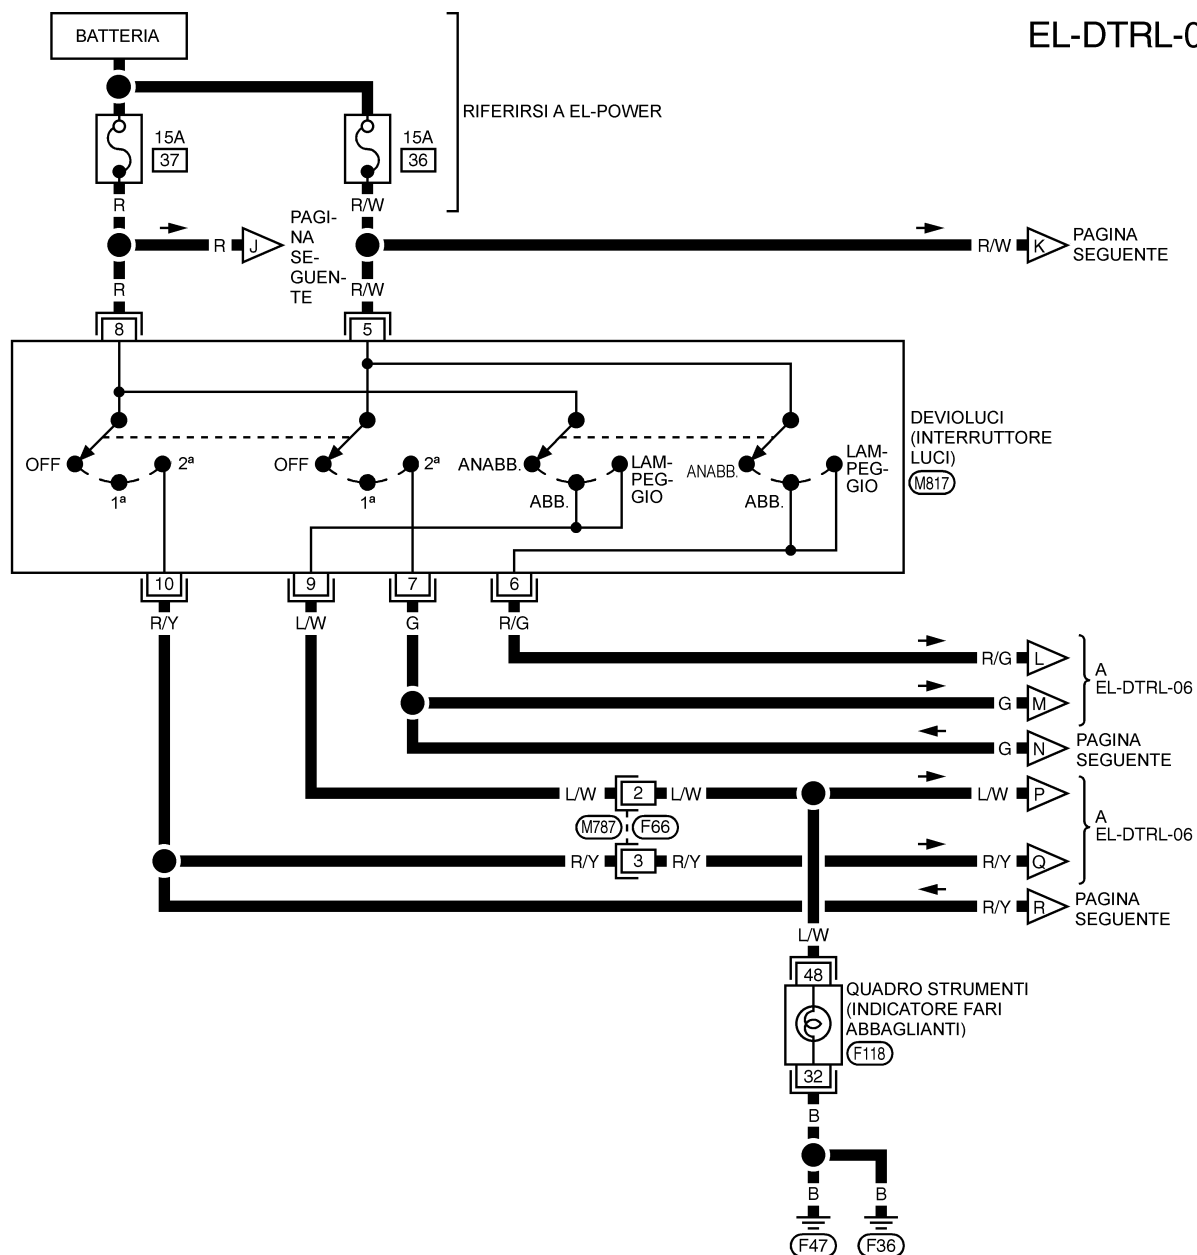 EL-DTRL-0
BATTERIA
RIFERIRSI A EL-POWER
15A
37
15A
36
R
R/W
R
J
PAGI-
NA
SE-
GUEN-
TE
R/W
K
PAGINA
SEGUENTE
R
R/W
8
5
DEVIOLUCI
(INTERRUTTORE
LUCI)
M817
OFF
1ª
2ª
OFF
1ª
2ª
ANABB.
ABB.
LAM-
PEG-
GIO
ANABB.
ABB.
LAM-
PEG-
GIO
10
9
7
6
R/Y
L/W
G
R/G
R/G
L
G
M
A
EL-DTRL-06
G
N
PAGINA
SEGUENTE
L/W
2
L/W
L/W
P
M787
F66
A
EL-DTRL-06
R/Y
3
R/Y
R/Y
Q
R/Y
R
PAGINA
SEGUENTE
L/W
48
QUADRO STRUMENTI
(INDICATORE FARI
ABBAGLIANTI)
F118
32
B
B
B
F47
F36